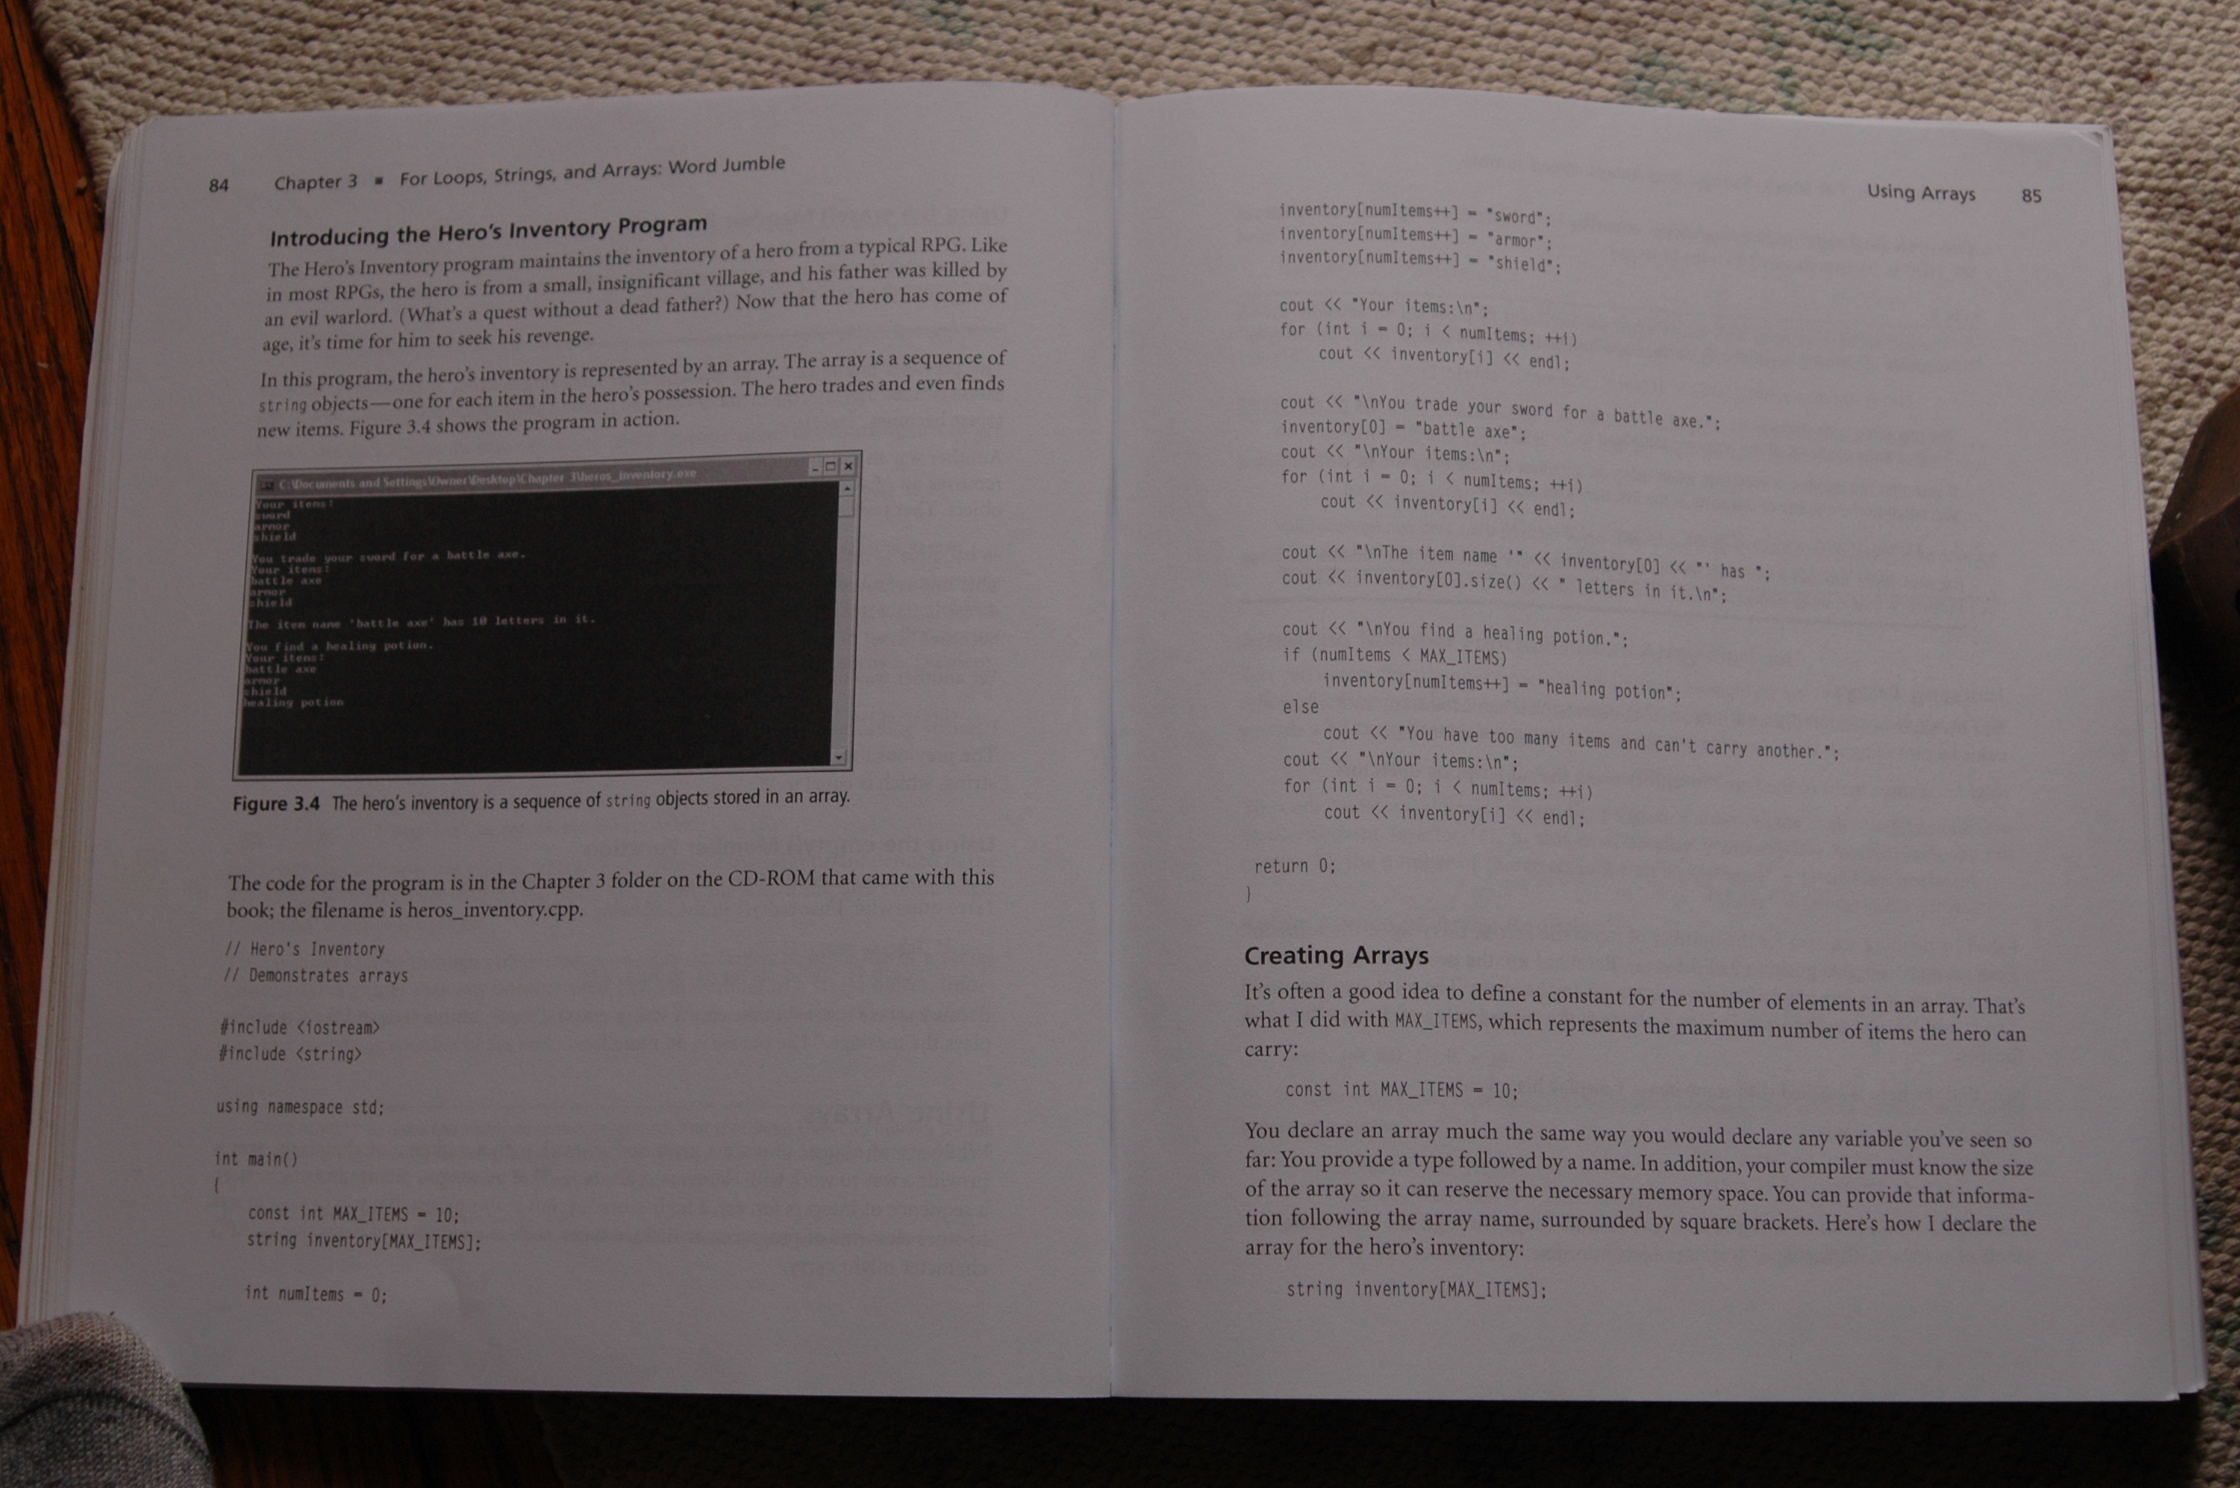 84 Chapter 3 ■ For Loops, Strings, and Arrays: Word Jumble
Introducing the Hero's Inventory Program
The Hero's Inventory program maintains the inventory of a hero from a typical RPG. Like
in most RPGs, the hero is from a small, insignificant village, and his father was killed by
an evil warlord. (What's a quest without a dead father?) Now that the hero has come of
age, it's time for him to seek his revenge.
In this program, the hero's inventory is represented by an array. The array is a sequence of
string objects—one for each item in the hero's possession. The hero trades and even finds
new items. Figure 3.4 shows the program in action.
C:\Documents and Settings\Owner\Desktop\Chapter 3\heros_inventory.exe
Your items:
sword
armor
shield
You trade your sword for a battle axe.
Your items:
battle axe
armor
shield
The item name 'battle axe' has 10 letters in it.
You find a healing potion.
Your items:
battle axe
armor
shield
healing potion
Figure 3.4 The hero's inventory is a sequence of string objects stored in an array.
The code for the program is in the Chapter 3 folder on the CD-ROM that came with this
book; the filename is heros_inventory.cpp.
// Hero's Inventory
// Demonstrates arrays
#include <iostream>
#include <string>
using namespace std;
int main()
{
const int MAX_ITEMS = 10;
string inventory[MAX_ITEMS];
int numItems = 0;
Using Arrays 85
inventory[numItems++] = "sword";
inventory[numItems++] = "armor";
inventory[numItems++] = "shield";
cout << "Your items:\n";
for (int i = 0; i < numItems; ++i)
cout << inventory[i] << endl;
cout << "\nYou trade your sword for a battle axe.";
inventory[0] = "battle axe";
cout << "\nYour items:\n";
for (int i = 0; i < numItems; ++i)
cout << inventory[i] << endl;
cout << "\nThe item name '" << inventory[0] << "' has ";
cout << inventory[0].size() << " letters in it.\n";
cout << "\nYou find a healing potion.";
if (numItems < MAX_ITEMS)
inventory[numItems++] = "healing potion";
else
cout << "You have too many items and can't carry another.";
cout << "\nYour items:\n";
for (int i = 0; i < numItems; ++i)
cout << inventory[i] << endl;
return 0;
}
Creating Arrays
It's often a good idea to define a constant for the number of elements in an array. That's
what I did with MAX_ITEMS, which represents the maximum number of items the hero can
carry:
const int MAX_ITEMS = 10;
You declare an array much the same way you would declare any variable you've seen so
far: You provide a type followed by a name. In addition, your compiler must know the size
of the array so it can reserve the necessary memory space. You can provide that informa-
tion following the array name, surrounded by square brackets. Here's how I declare the
array for the hero's inventory:
string inventory[MAX_ITEMS];